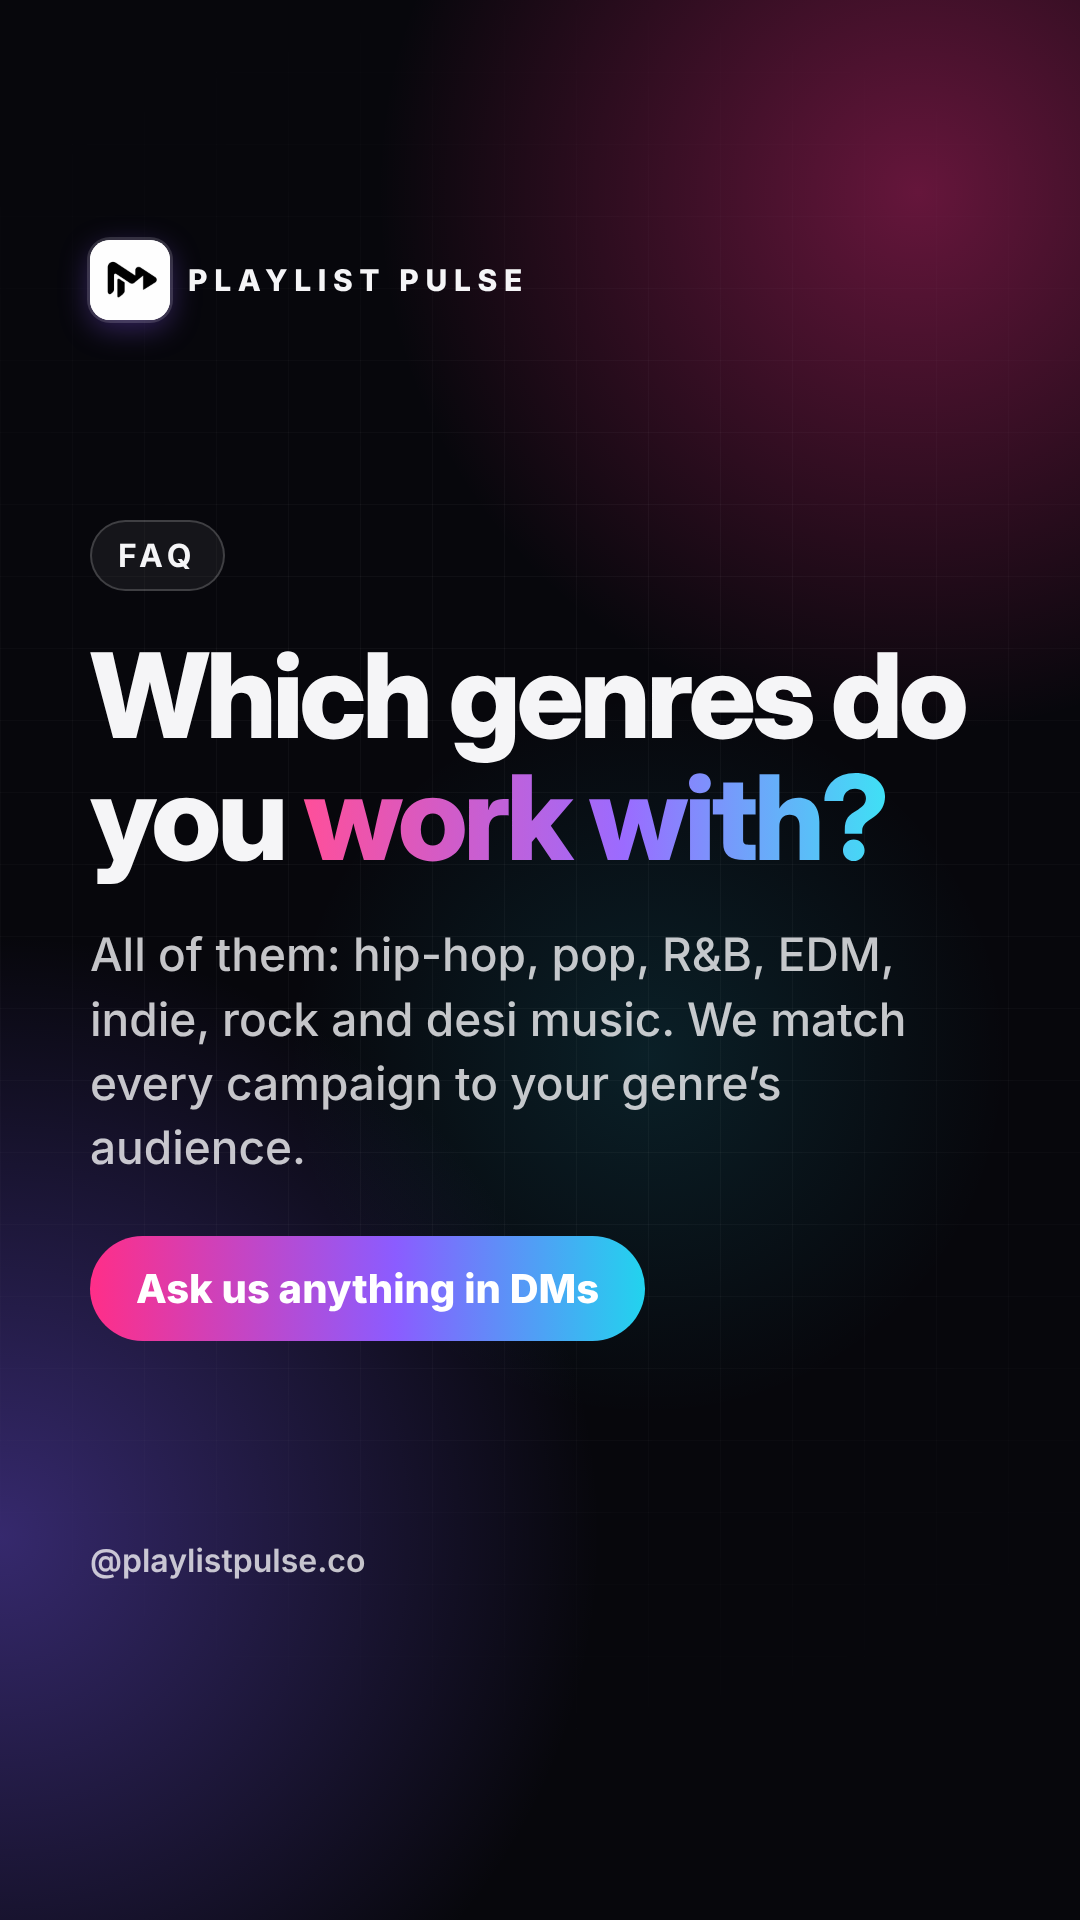 PLAYLIST PULSE
FAQ
Which genres do
you work with?
All of them: hip-hop, pop, R&B, EDM,
indie, rock and desi music. We match
every campaign to your genre’s
audience.
Ask us anything in DMs
@playlistpulse.co